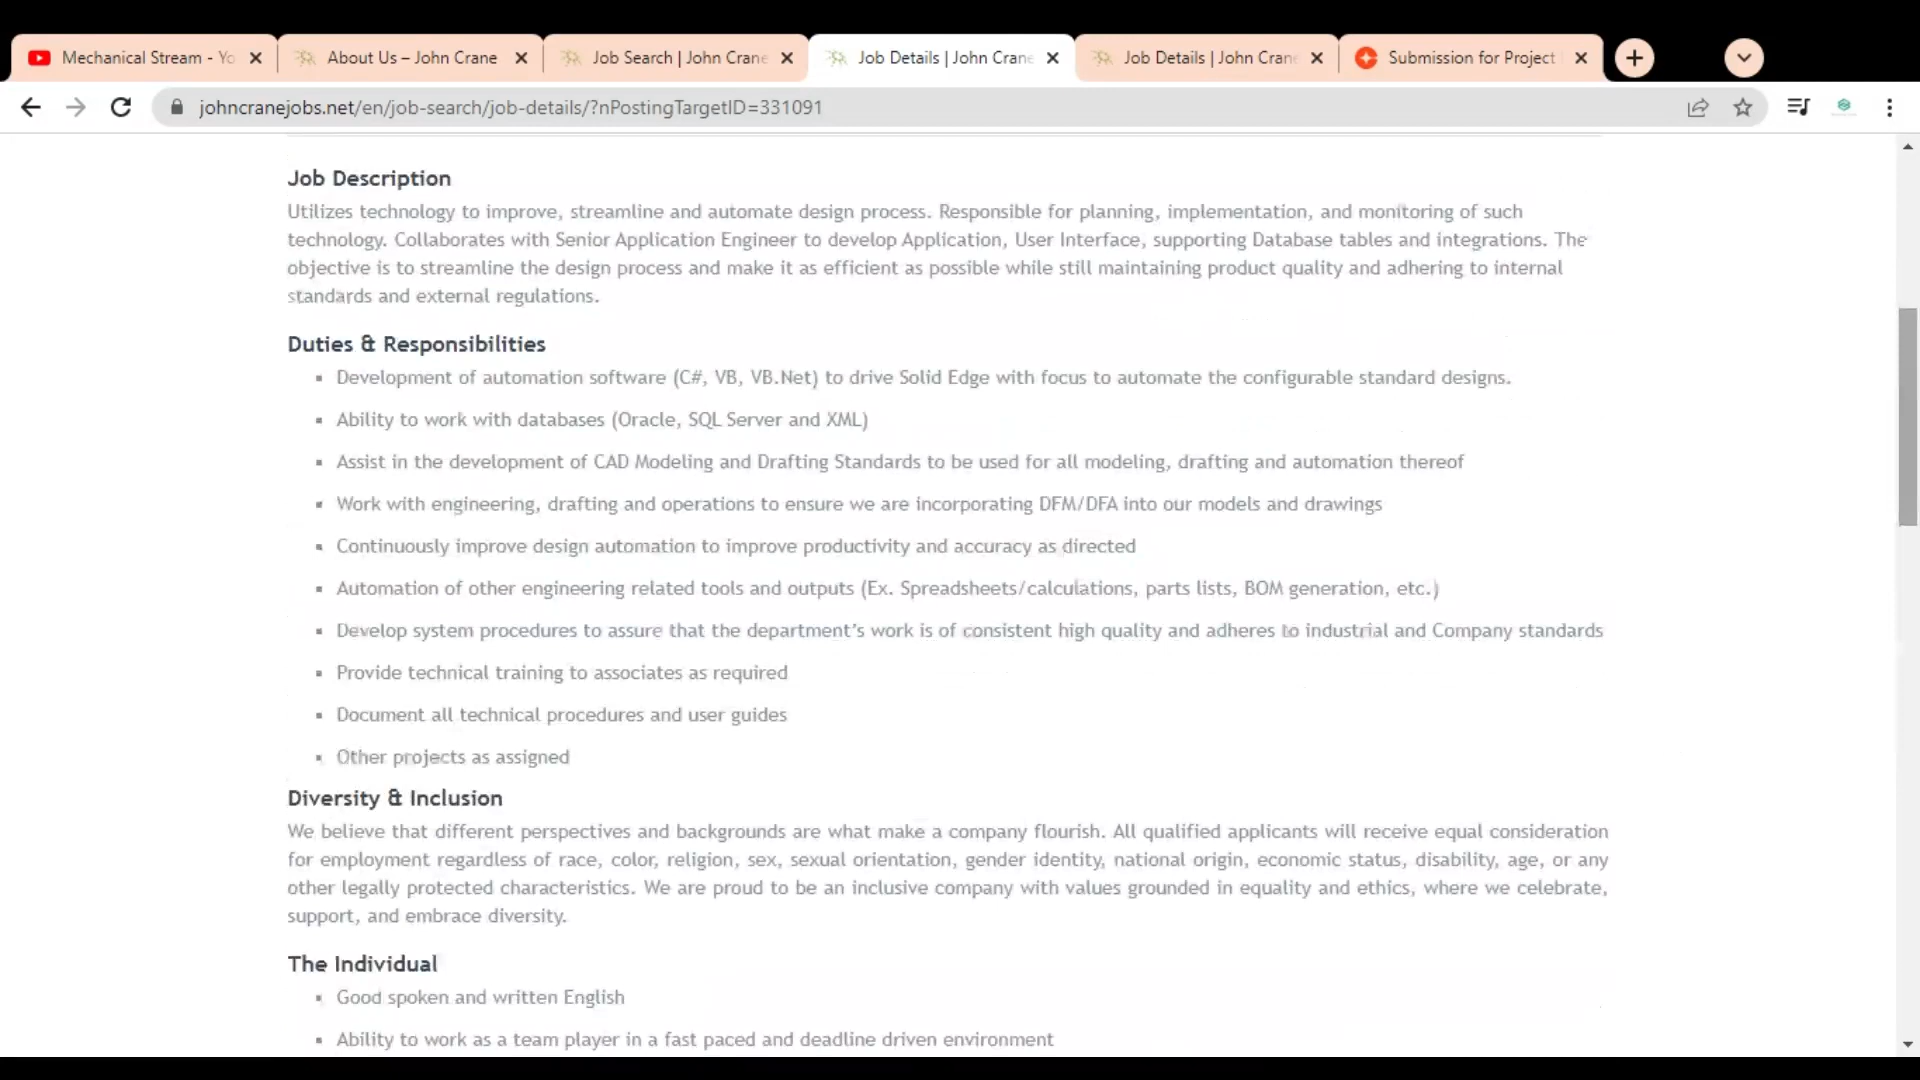 Mechanical Stream - Yo
About Us – John Crane
Job Search | John Crane
Job Details | John Crane
Job Details | John Crane
Submission for Project
johncranejobs.net/en/job-search/job-details/?nPostingTargetID=331091
Job Description
Utilizes technology to improve, streamline and automate design process. Responsible for planning, implementation, and monitoring of such
technology. Collaborates with Senior Application Engineer to develop Application, User Interface, supporting Database tables and integrations. The
objective is to streamline the design process and make it as efficient as possible while still maintaining product quality and adhering to internal
standards and external regulations.
Duties & Responsibilities
▪ Development of automation software (C#, VB, VB.Net) to drive Solid Edge with focus to automate the configurable standard designs.
▪ Ability to work with databases (Oracle, SQL Server and XML)
▪ Assist in the development of CAD Modeling and Drafting Standards to be used for all modeling, drafting and automation thereof
▪ Work with engineering, drafting and operations to ensure we are incorporating DFM/DFA into our models and drawings
▪ Continuously improve design automation to improve productivity and accuracy as directed
▪ Automation of other engineering related tools and outputs (Ex. Spreadsheets/calculations, parts lists, BOM generation, etc.)
▪ Develop system procedures to assure that the department’s work is of consistent high quality and adheres to industrial and Company standards
▪ Provide technical training to associates as required
▪ Document all technical procedures and user guides
▪ Other projects as assigned
Diversity & Inclusion
We believe that different perspectives and backgrounds are what make a company flourish. All qualified applicants will receive equal consideration
for employment regardless of race, color, religion, sex, sexual orientation, gender identity, national origin, economic status, disability, age, or any
other legally protected characteristics. We are proud to be an inclusive company with values grounded in equality and ethics, where we celebrate,
support, and embrace diversity.
The Individual
▪ Good spoken and written English
▪ Ability to work as a team player in a fast paced and deadline driven environment